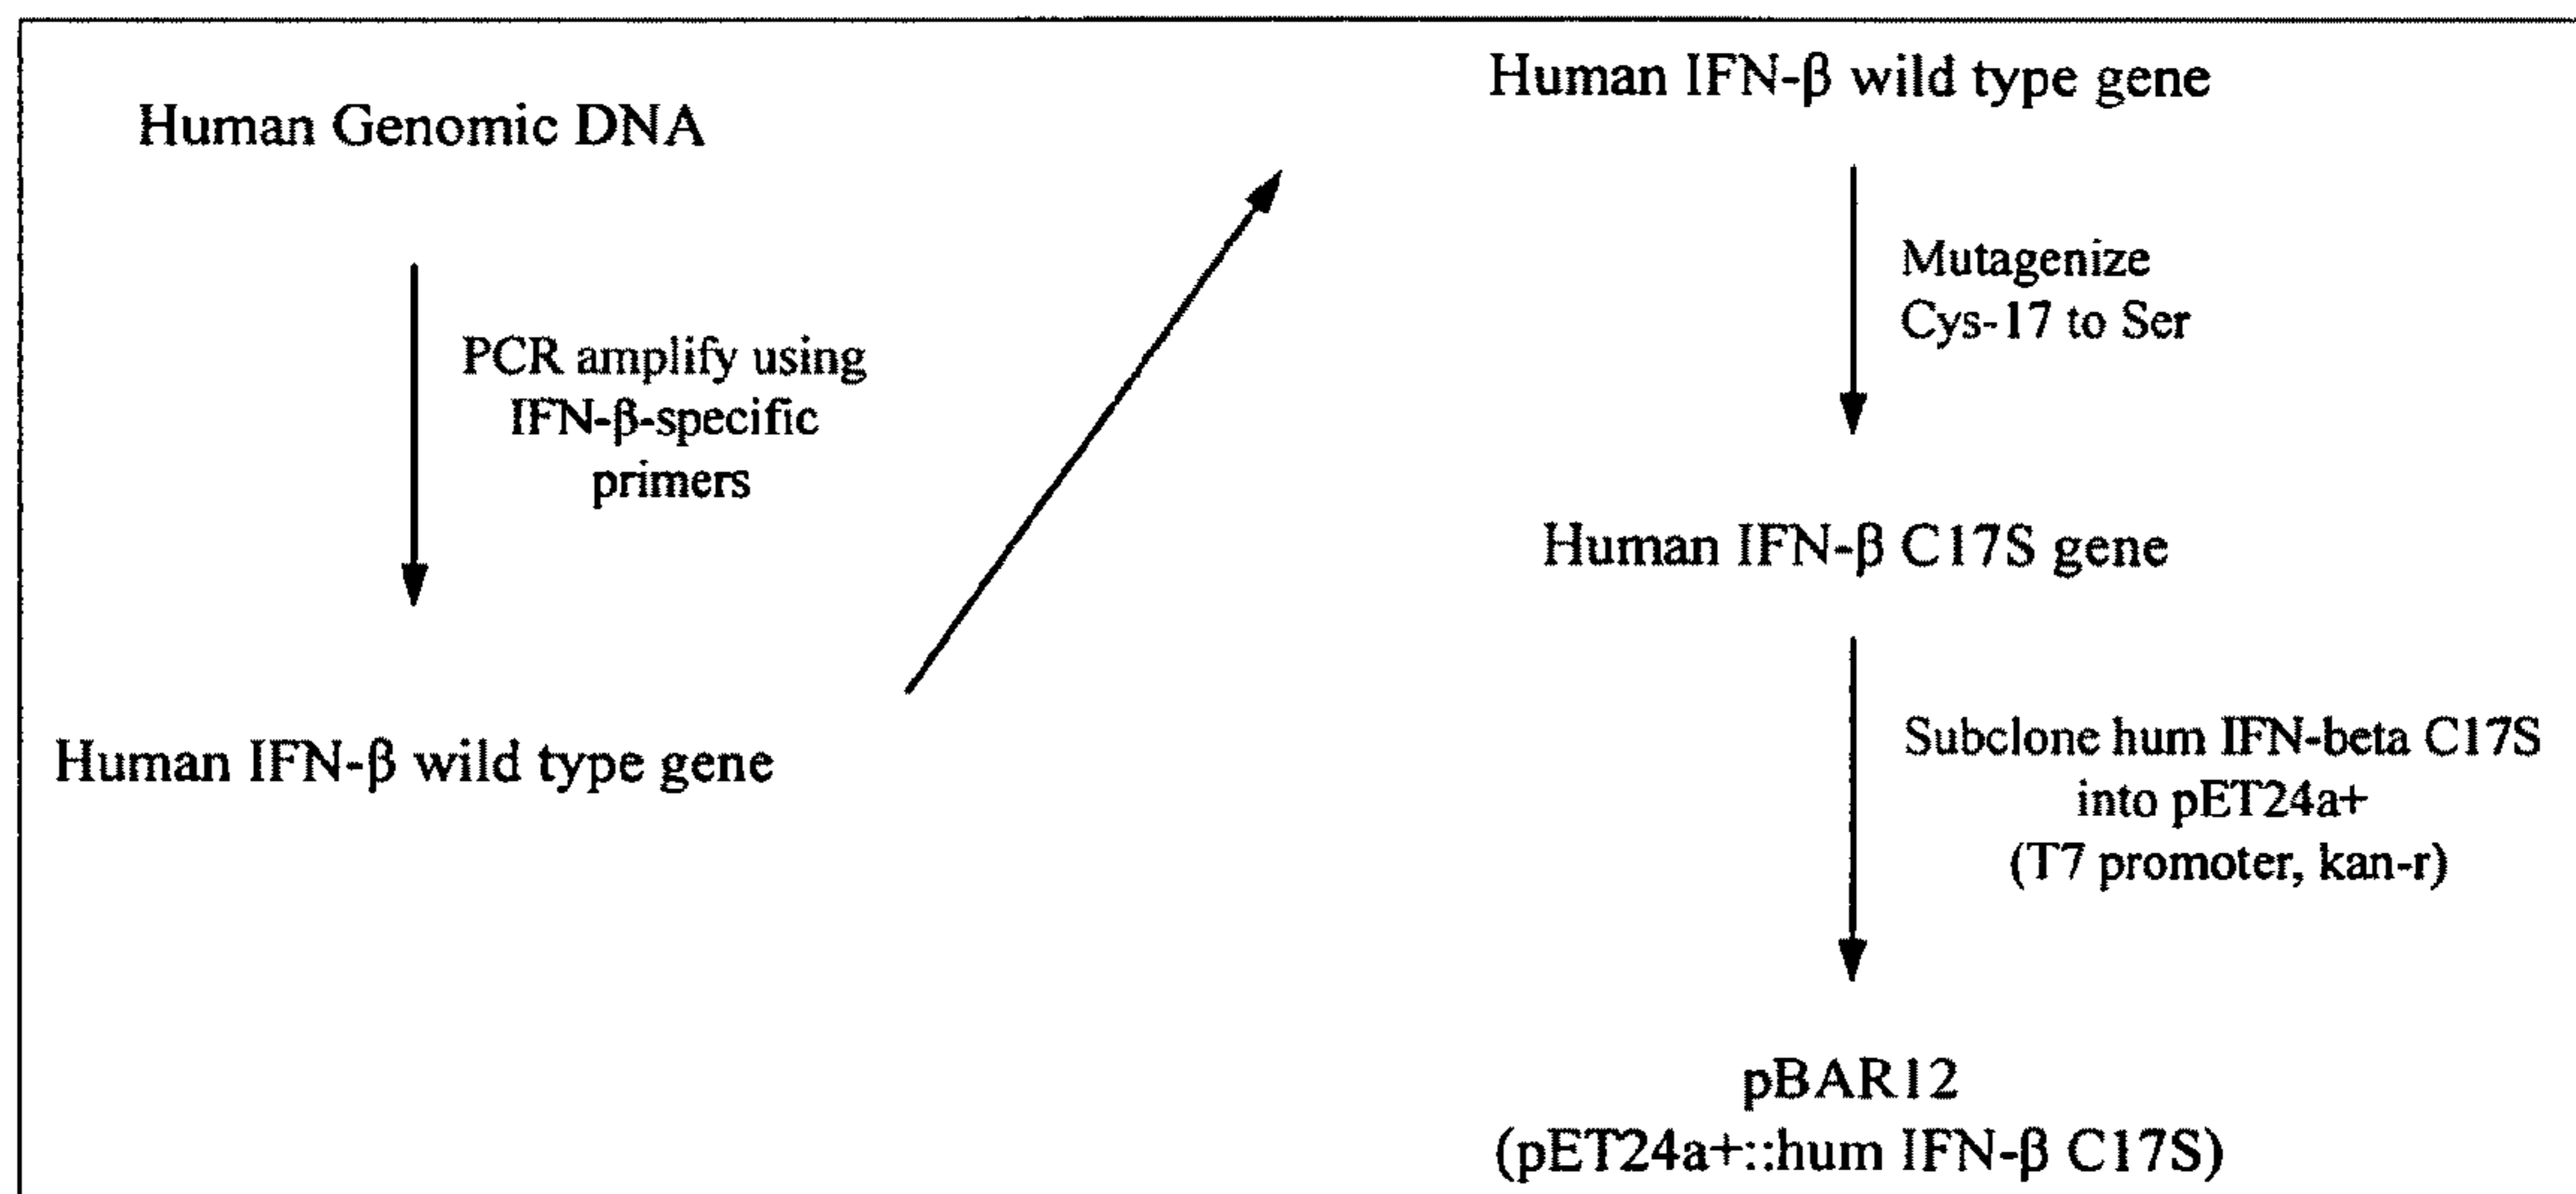 Human Genomic DNA
PCR amplify using
IFN-β-specific
primers
Human IFN-β wild type gene
Human IFN-β wild type gene
Mutagenize
Cys-17 to Ser
Human IFN-β C17S gene
Subclone hum IFN-beta C17S
into pET24a+
(T7 promoter, kan-r)
pBAR12
(pET24a+::hum IFN-β C17S)